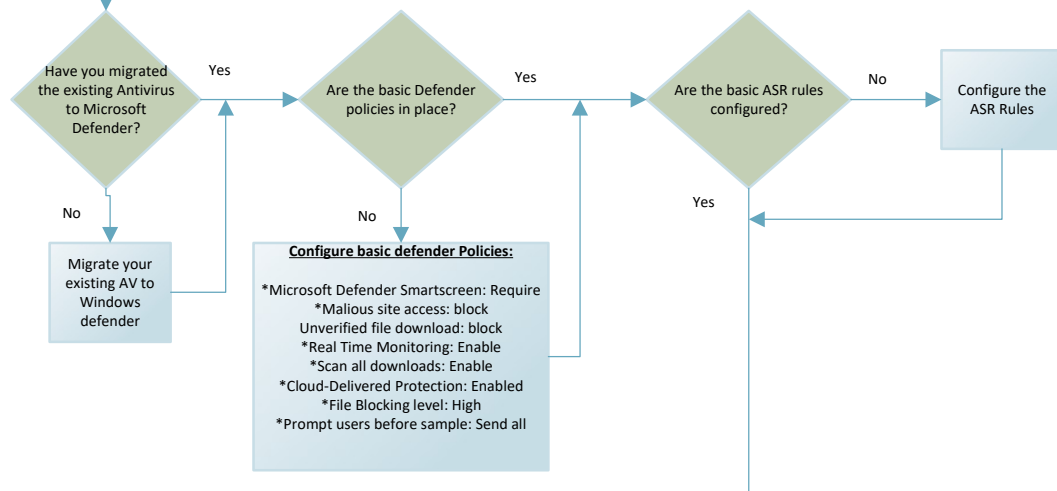 Have you migrated
the existing Antivirus
to Microsoft
Defender?
Yes
No
Migrate your
existing AV to
Windows
defender
Are the basic Defender
policies in place?
Yes
No
Configure basic defender Policies:
*Microsoft Defender Smartscreen: Require
*Malious site access: block
Unverified file download: block
*Real Time Monitoring: Enable
*Scan all downloads: Enable
*Cloud-Delivered Protection: Enabled
*File Blocking level: High
*Prompt users before sample: Send all
Are the basic ASR rules
configured?
No
Yes
Configure the
ASR Rules